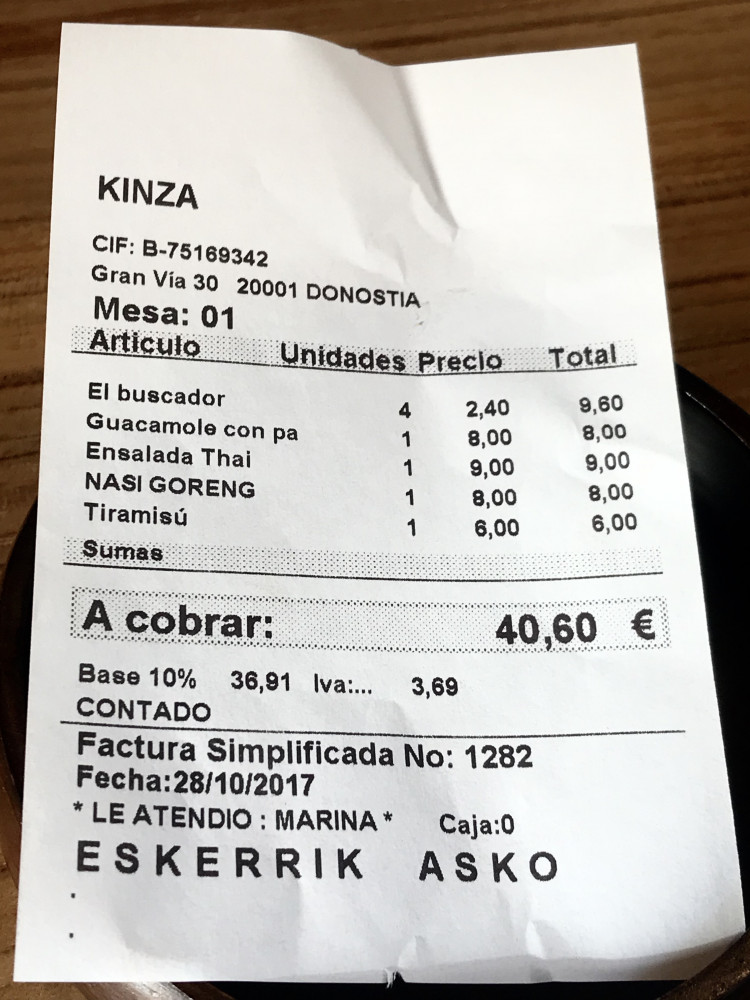 KINZA
CIF: B-75169342
Gran Vía 30 20001 DONOSTIA
Mesa: 01
Articulo Unidades Precio Total
El buscador 4 2,40 9,60
Guacamole con pa 1 8,00 8,00
Ensalada Thai 1 9,00 9,00
NASI GORENG 1 8,00 8,00
Tiramisú 1 6,00 6,00
Sumas
A cobrar: 40,60 €
Base 10% 36,91 Iva:... 3,69
CONTADO
Factura Simplificada No: 1282
Fecha:28/10/2017
* LE ATENDIO : MARINA * Caja:0
ESKERRIK ASKO
.
.